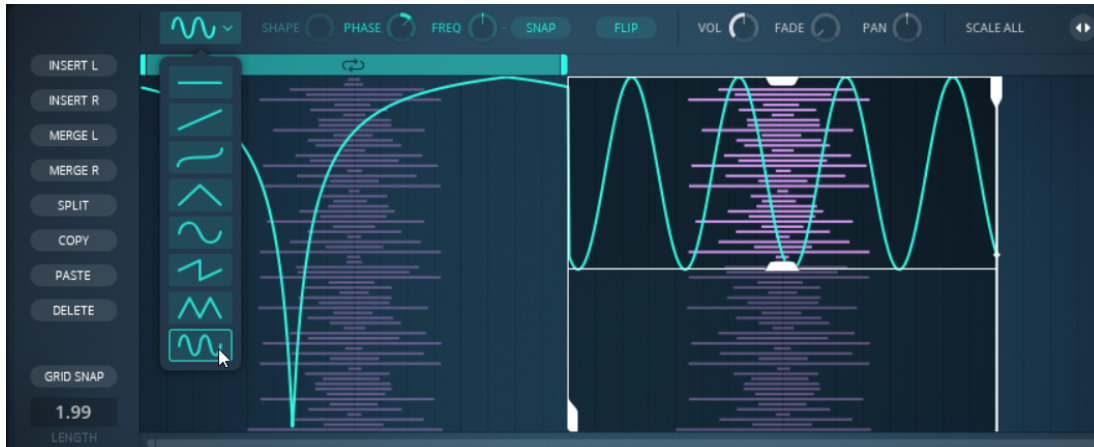 SHAPE PHASE FREQ SNAP FLIP VOL FADE PAN SCALE ALL
INSERT L
INSERT R
MERGE L
MERGE R
SPLIT
COPY
PASTE
DELETE
GRID SNAP
1.99
LENGTH